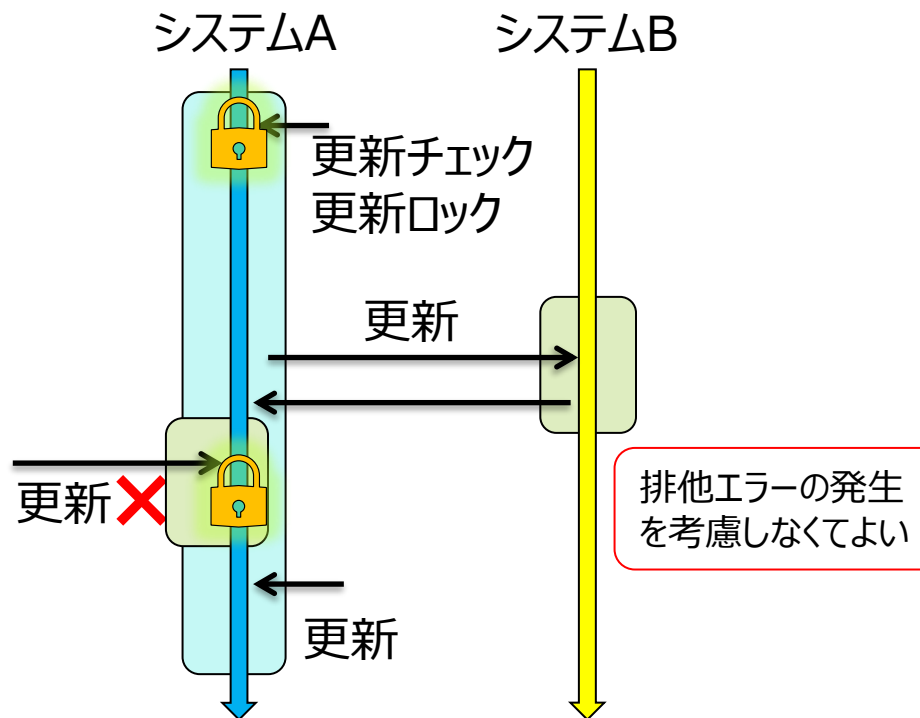 システムA
システムB
更新チェック
更新ロック
更新
更新
排他エラーの発生
を考慮しなくてよい
更新